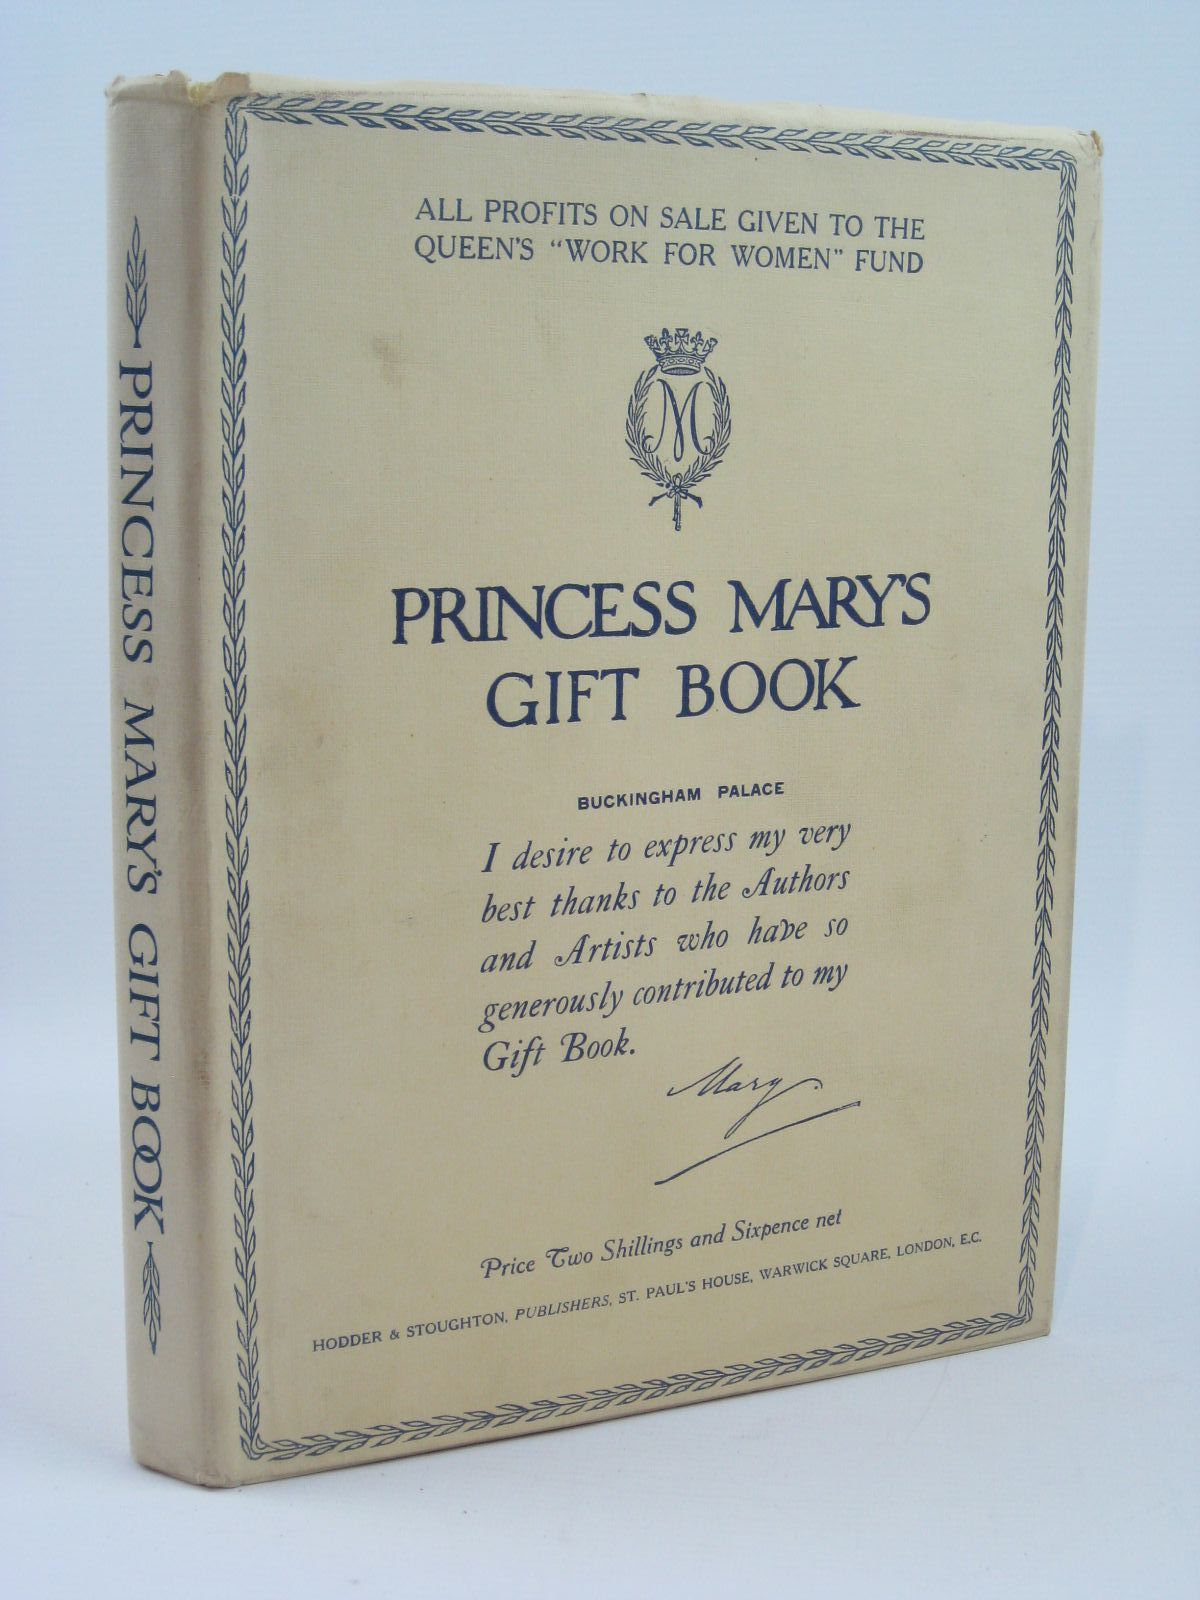 PRINCESS MARY'S GIFT BOOK
ALL PROFITS ON SALE GIVEN TO THE
QUEEN'S "WORK FOR WOMEN" FUND
M
PRINCESS MARY'S
GIFT BOOK
BUCKINGHAM PALACE
I desire to express my very
best thanks to the Authors
and Artists who have so
generously contributed to my
Gift Book.
Mary.
Price Two Shillings and Sixpence net
HODDER & STOUGHTON, PUBLISHERS, ST. PAUL'S HOUSE, WARWICK SQUARE, LONDON, E.C.